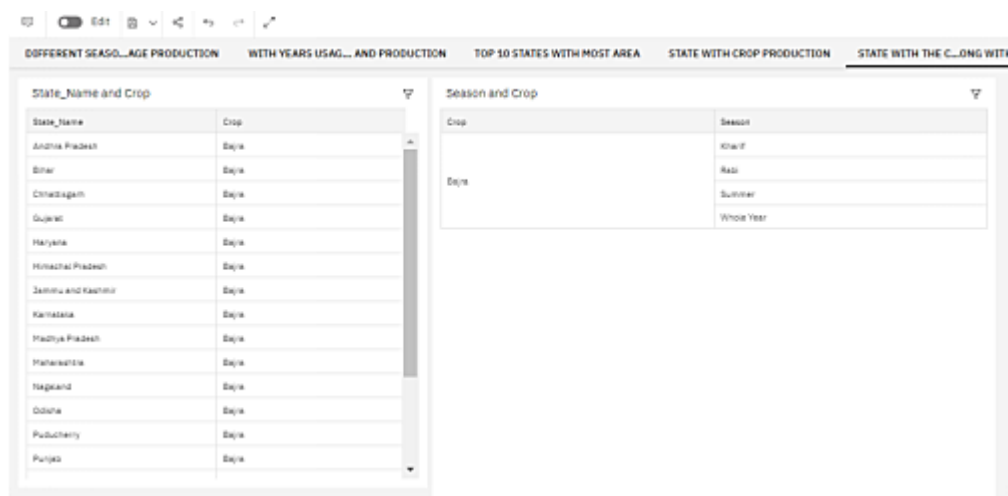 Edit
DIFFERENT SEASO...AGE PRODUCTION WITH YEARS USAG... AND PRODUCTION TOP 10 STATES WITH MOST AREA STATE WITH CROP PRODUCTION STATE WITH THE C...ONG WITH
State_Name and Crop
State_Name Crop
Andhra Pradesh Bajra
Bihar Bajra
Chhattisgarh Bajra
Gujarat Bajra
Haryana Bajra
Himachal Pradesh Bajra
Jammu and Kashmir Bajra
Karnataka Bajra
Madhya Pradesh Bajra
Maharashtra Bajra
Nagaland Bajra
Odisha Bajra
Puducherry Bajra
Punjab Bajra
Season and Crop
Crop Season
Bajra
Kharif
Rabi
Summer
Whole Year